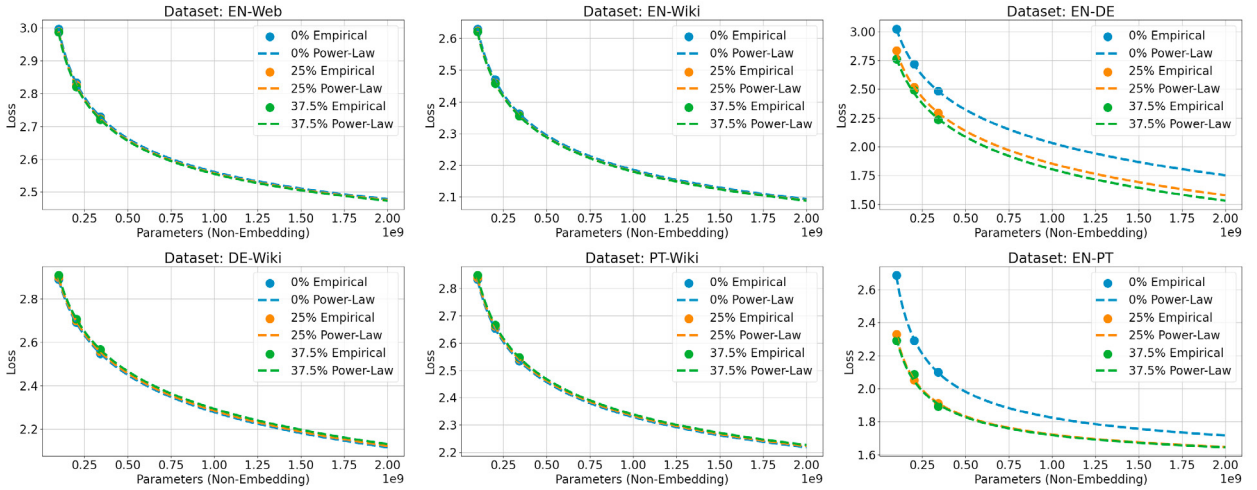 Dataset: EN-Web
Loss
3.0
2.9
2.8
2.7
2.6
2.5
0% Empirical
0% Power-Law
25% Empirical
25% Power-Law
37.5% Empirical
37.5% Power-Law
0.25 0.50 0.75 1.00 1.25 1.50 1.75 2.00
Parameters (Non-Embedding)
1e9
Dataset: EN-Wiki
Loss
2.6
2.5
2.4
2.3
2.2
2.1
0% Empirical
0% Power-Law
25% Empirical
25% Power-Law
37.5% Empirical
37.5% Power-Law
0.25 0.50 0.75 1.00 1.25 1.50 1.75 2.00
Parameters (Non-Embedding)
1e9
Dataset: EN-DE
Loss
3.00
2.75
2.50
2.25
2.00
1.75
1.50
0% Empirical
0% Power-Law
25% Empirical
25% Power-Law
37.5% Empirical
37.5% Power-Law
0.25 0.50 0.75 1.00 1.25 1.50 1.75 2.00
Parameters (Non-Embedding)
1e9
Dataset: DE-Wiki
Loss
2.8
2.6
2.4
2.2
0% Empirical
0% Power-Law
25% Empirical
25% Power-Law
37.5% Empirical
37.5% Power-Law
0.25 0.50 0.75 1.00 1.25 1.50 1.75 2.00
Parameters (Non-Embedding)
1e9
Dataset: PT-Wiki
Loss
2.8
2.7
2.6
2.5
2.4
2.3
2.2
0% Empirical
0% Power-Law
25% Empirical
25% Power-Law
37.5% Empirical
37.5% Power-Law
0.25 0.50 0.75 1.00 1.25 1.50 1.75 2.00
Parameters (Non-Embedding)
1e9
Dataset: EN-PT
Loss
2.6
2.4
2.2
2.0
1.8
1.6
0% Empirical
0% Power-Law
25% Empirical
25% Power-Law
37.5% Empirical
37.5% Power-Law
0.25 0.50 0.75 1.00 1.25 1.50 1.75 2.00
Parameters (Non-Embedding)
1e9